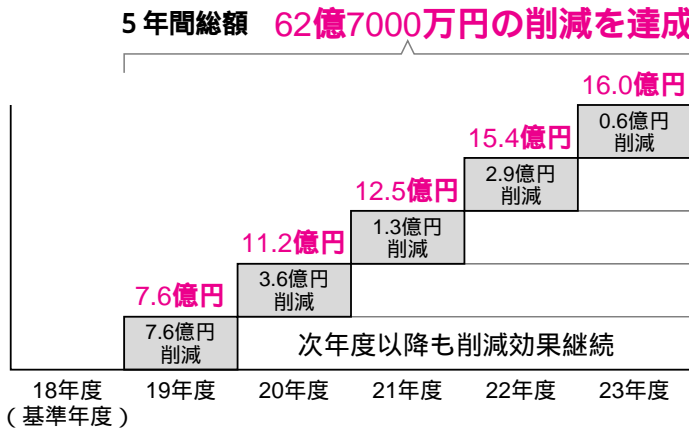 5年間総額 62億7000万円の削減を達成
16.0億円
0.6億円
削減
15.4億円
2.9億円
削減
12.5億円
1.3億円
削減
11.2億円
3.6億円
削減
7.6億円
7.6億円
削減
次年度以降も削減効果継続
18年度 19年度 20年度 21年度 22年度 23年度
(基準年度)